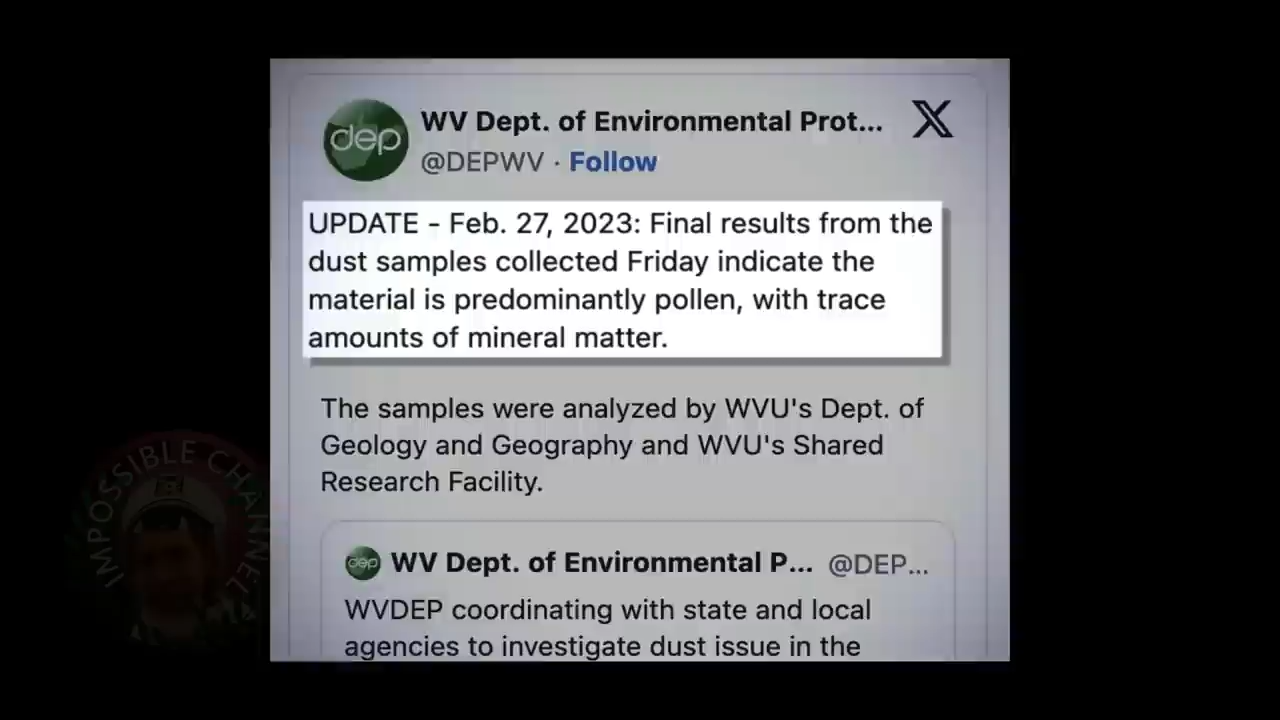 dep
WV Dept. of Environmental Prot...
X
@DEPWV · Follow
UPDATE - Feb. 27, 2023: Final results from the
dust samples collected Friday indicate the
material is predominantly pollen, with trace
amounts of mineral matter.
The samples were analyzed by WVU's Dept. of
Geology and Geography and WVU's Shared
Research Facility.
dep
WV Dept. of Environmental P... @DEP...
WVDEP coordinating with state and local
agencies to investigate dust issue in the
IMPOSSIBLE CHANNEL